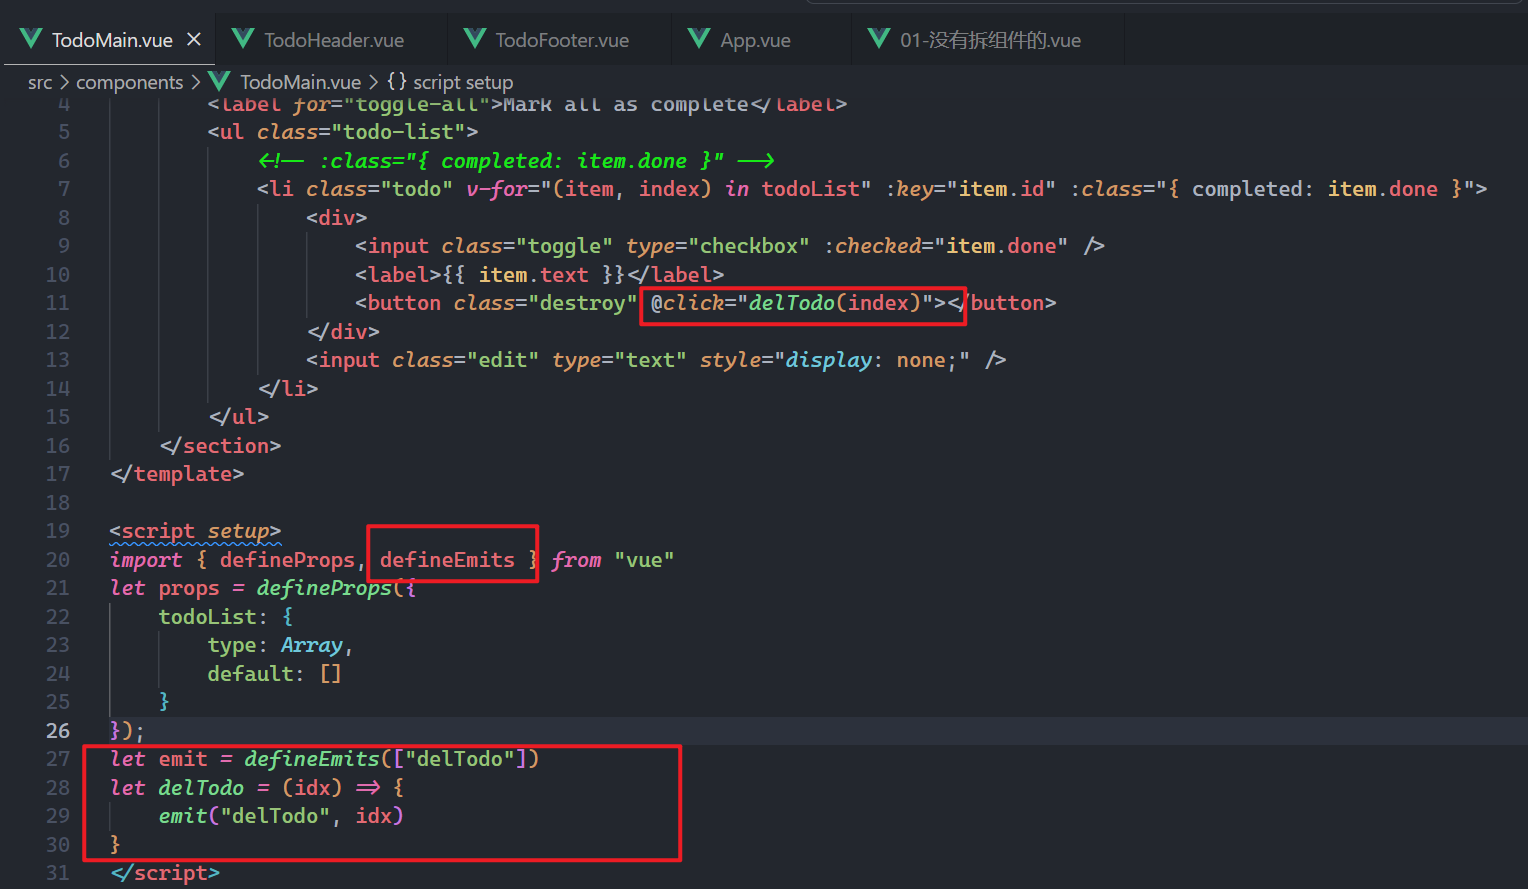 TodoMain.vue TodoHeader.vue TodoFooter.vue App.vue 01-没有拆组件的.vue
src > components > TodoMain.vue > {} script setup
4 <label for="toggle-all">Mark all as complete</label>
5 <ul class="todo-list">
6 <!-- :class="{ completed: item.done }" -->
7 <li class="todo" v-for="(item, index) in todoList" :key="item.id" :class="{ completed: item.done }">
8 <div>
9 <input class="toggle" type="checkbox" :checked="item.done" />
10 <label>{{ item.text }}</label>
11 <button class="destroy" @click="delTodo(index)"></button>
12 </div>
13 <input class="edit" type="text" style="display: none;" />
14 </li>
15 </ul>
16 </section>
17 </template>
18
19 <script setup>
20 import { defineProps, defineEmits } from "vue"
21 let props = defineProps({
22 todoList: {
23 type: Array,
24 default: []
25 }
26 });
27 let emit = defineEmits(["delTodo"])
28 let delTodo = (idx) => {
29 emit("delTodo", idx)
30 }
31 </script>